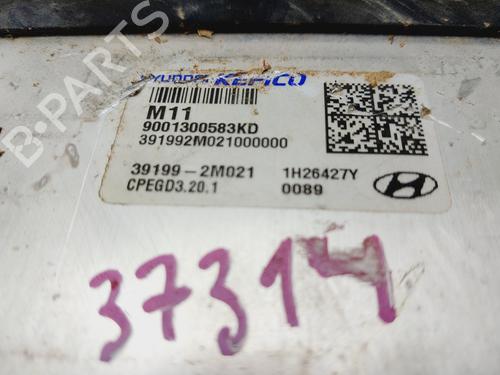 HYUNDAI KEFICO
M11
9001300583KD
391992M021000000
39199-2M021 1H26427Y
CPEGD3.20.1 0089
37314
B-PARTS